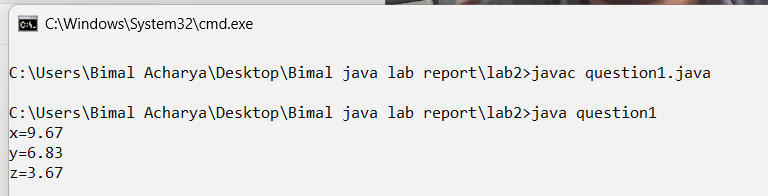 C:\Windows\System32\cmd.exe
C:\Users\Bimal Acharya\Desktop\Bimal java lab report\lab2>javac question1.java
C:\Users\Bimal Acharya\Desktop\Bimal java lab report\lab2>java question1
x=9.67
y=6.83
z=3.67